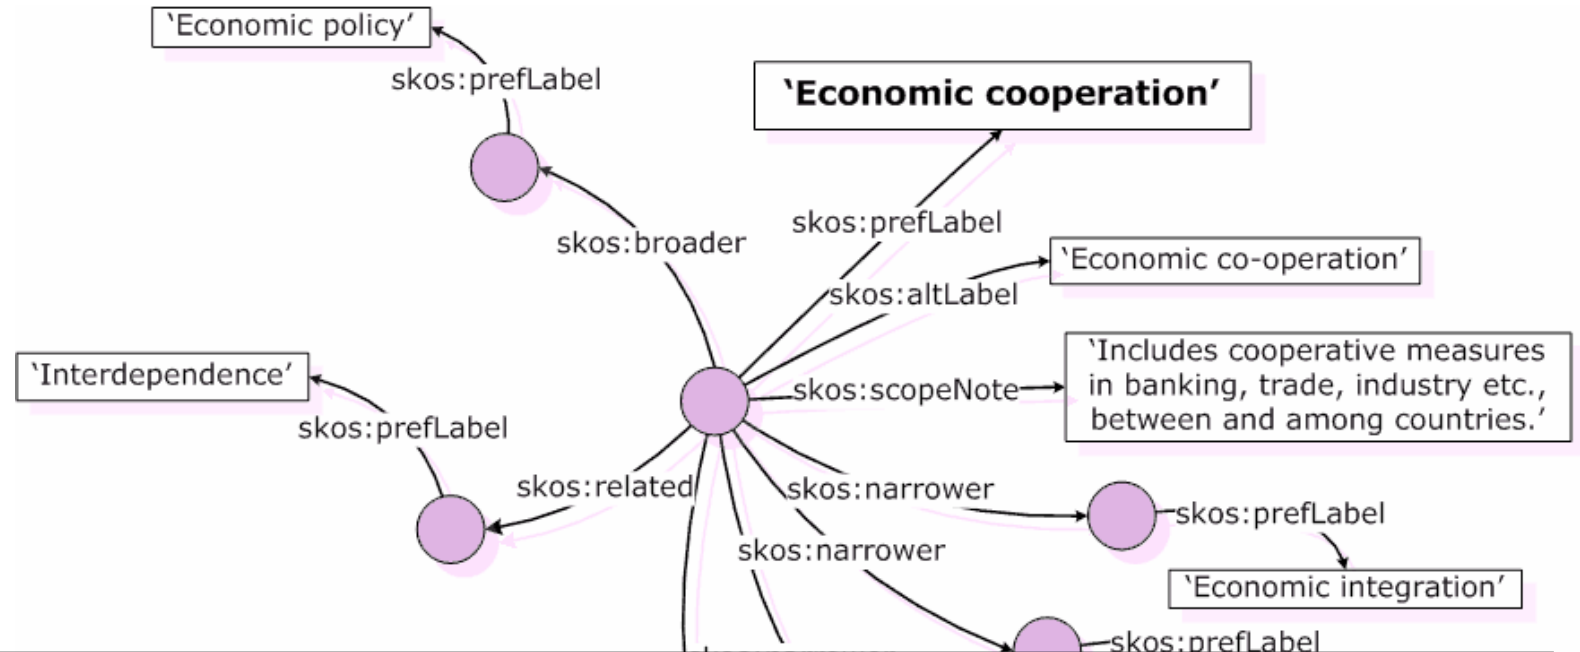 ‘Economic policy’
skos:prefLabel
‘Economic cooperation’
skos:prefLabel
skos:broader
‘Economic co-operation’
skos:altLabel
‘Includes cooperative measures
in banking, trade, industry etc.,
between and among countries.’
skos:scopeNote
‘Interdependence’
skos:prefLabel
skos:related
skos:narrower
skos:prefLabel
skos:narrower
‘Economic integration’
skos:prefLabel